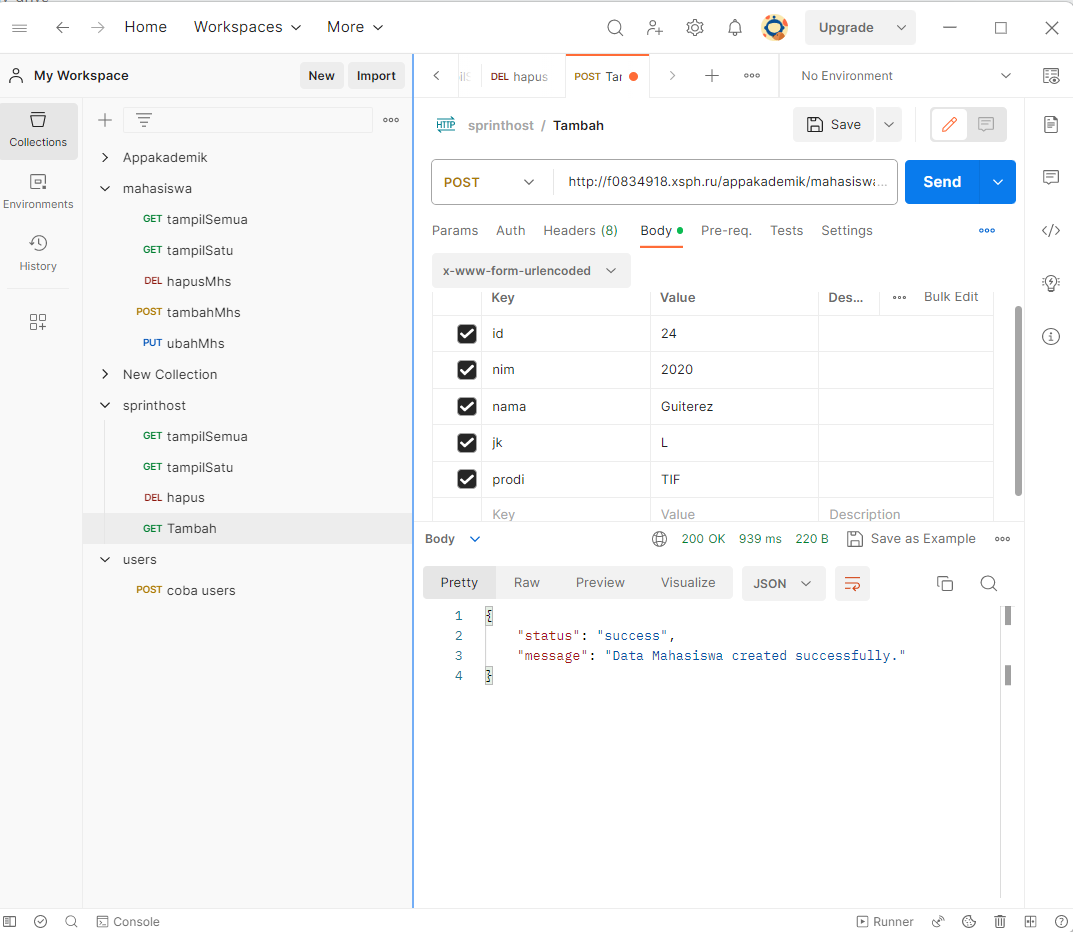 Home Workspaces More Upgrade
My Workspace New Import
DEL hapus POST Tar No Environment
Collections
Environments
History
Appakademik
mahasiswa
GET tampilSemua
GET tampilSatu
DEL hapusMhs
POST tambahMhs
PUT ubahMhs
New Collection
sprinthost
GET tampilSemua
GET tampilSatu
DEL hapus
GET Tambah
users
POST coba users
HTTP sprinthost / Tambah Save
POST http://f0834918.xsph.ru/appakademik/mahasiswa... Send
Params Auth Headers (8) Body Pre-req. Tests Settings
x-www-form-urlencoded
Key Value Des... Bulk Edit
id 24
nim 2020
nama Guiterez
jk L
prodi TIF
Key Value Description
Body 200 OK 939 ms 220 B Save as Example
Pretty Raw Preview Visualize JSON
1 {
2 "status": "success",
3 "message": "Data Mahasiswa created successfully."
4 }
Console Runner